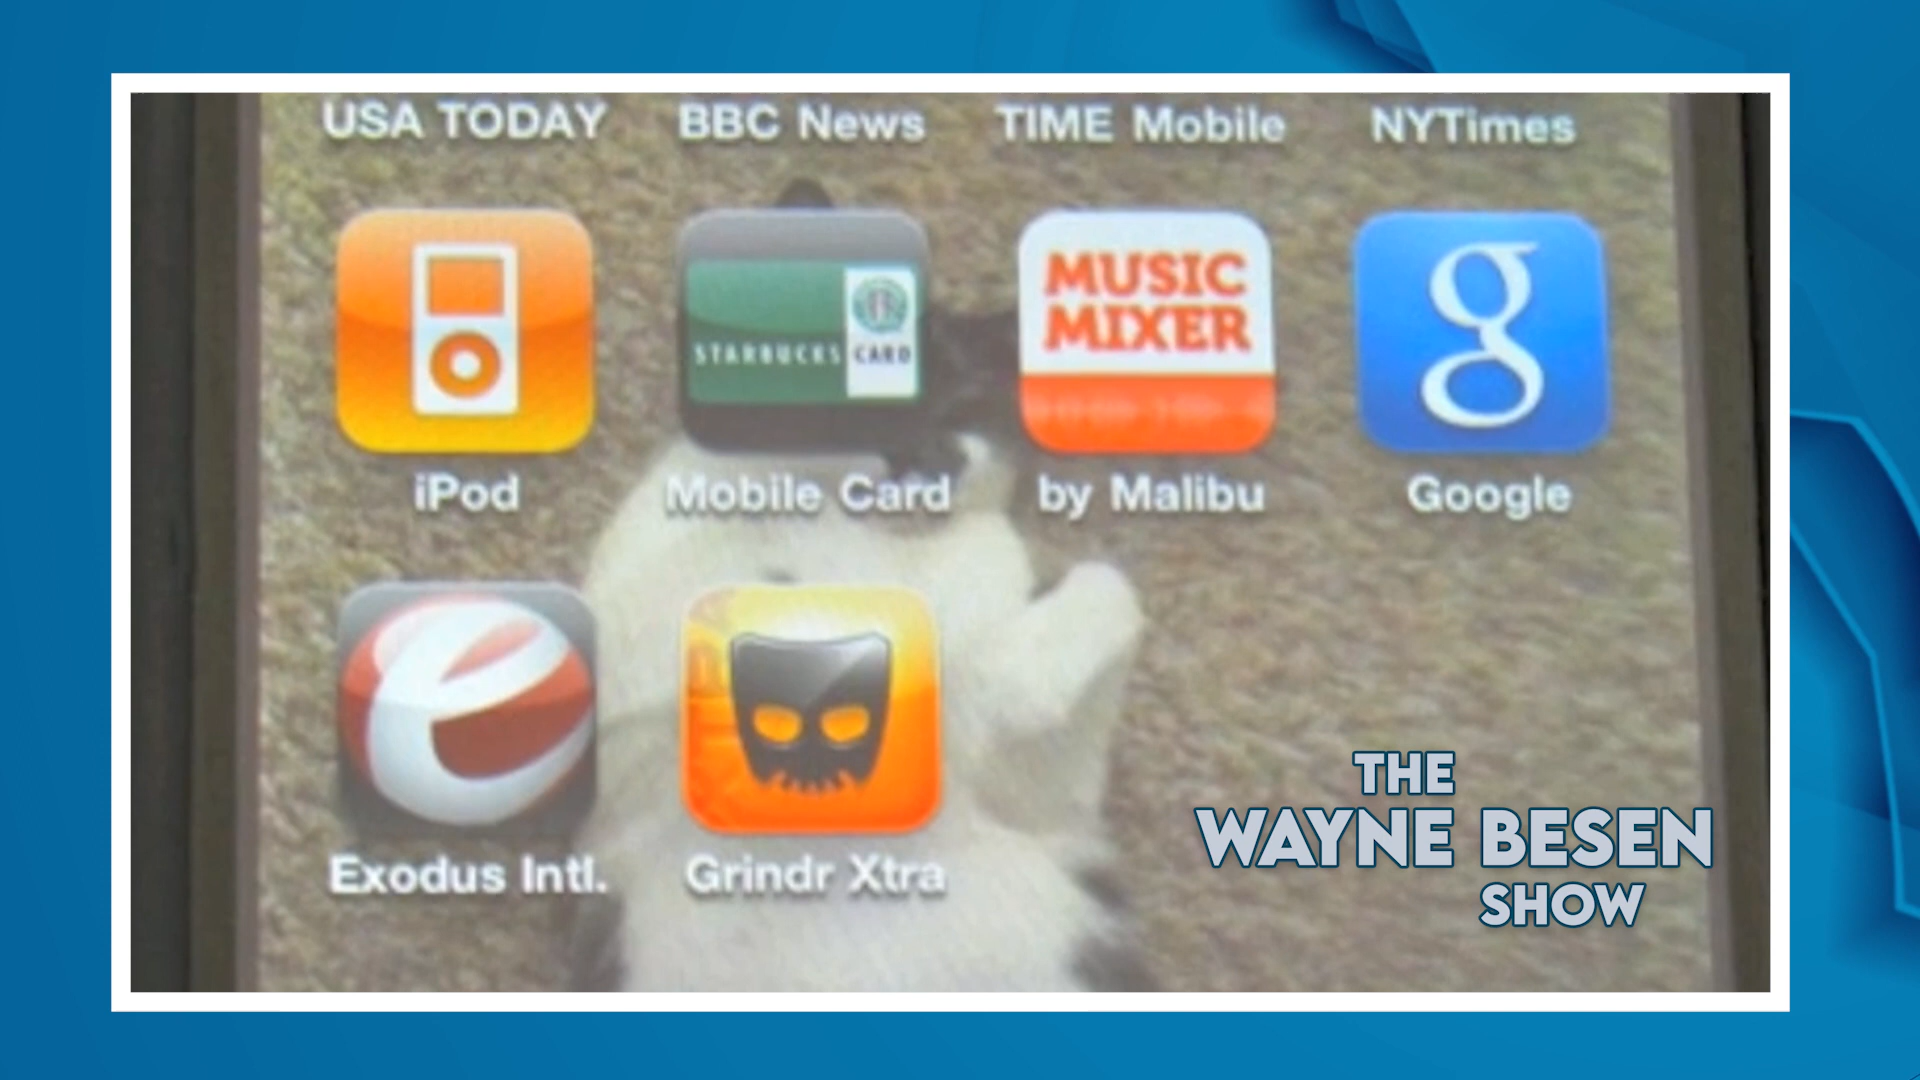 USA TODAY BBC News TIME Mobile NYTimes
STARBUCKS CARD
MUSIC
MIXER
g
iPod Mobile Card by Malibu Google
e
Exodus Intl. Grindr Xtra
THE
WAYNE BESEN
SHOW